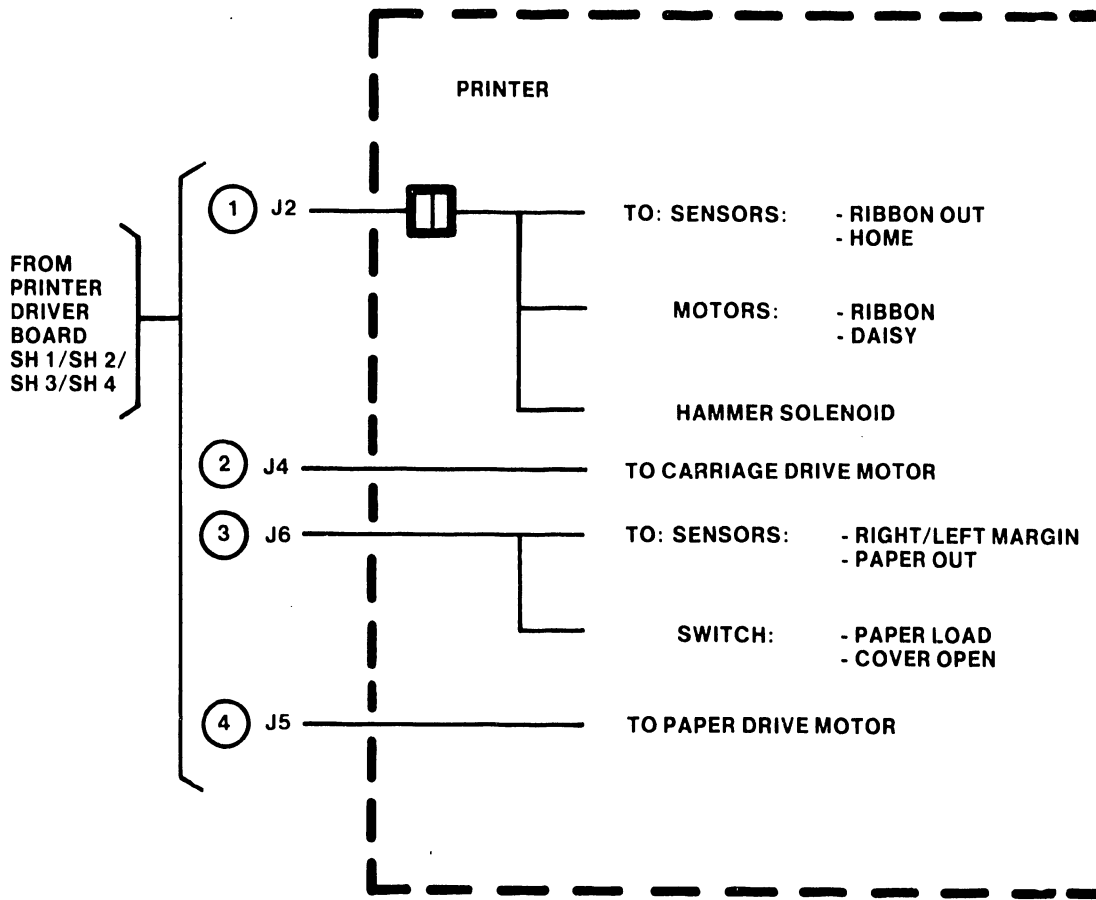 PRINTER
FROM
PRINTER
DRIVER
BOARD
SH 1/SH 2/
SH 3/SH 4
1 J2
TO: SENSORS: - RIBBON OUT
- HOME
MOTORS: - RIBBON
- DAISY
HAMMER SOLENOID
2 J4 TO CARRIAGE DRIVE MOTOR
3 J6 TO: SENSORS: - RIGHT/LEFT MARGIN
- PAPER OUT
SWITCH: - PAPER LOAD
- COVER OPEN
4 J5 TO PAPER DRIVE MOTOR